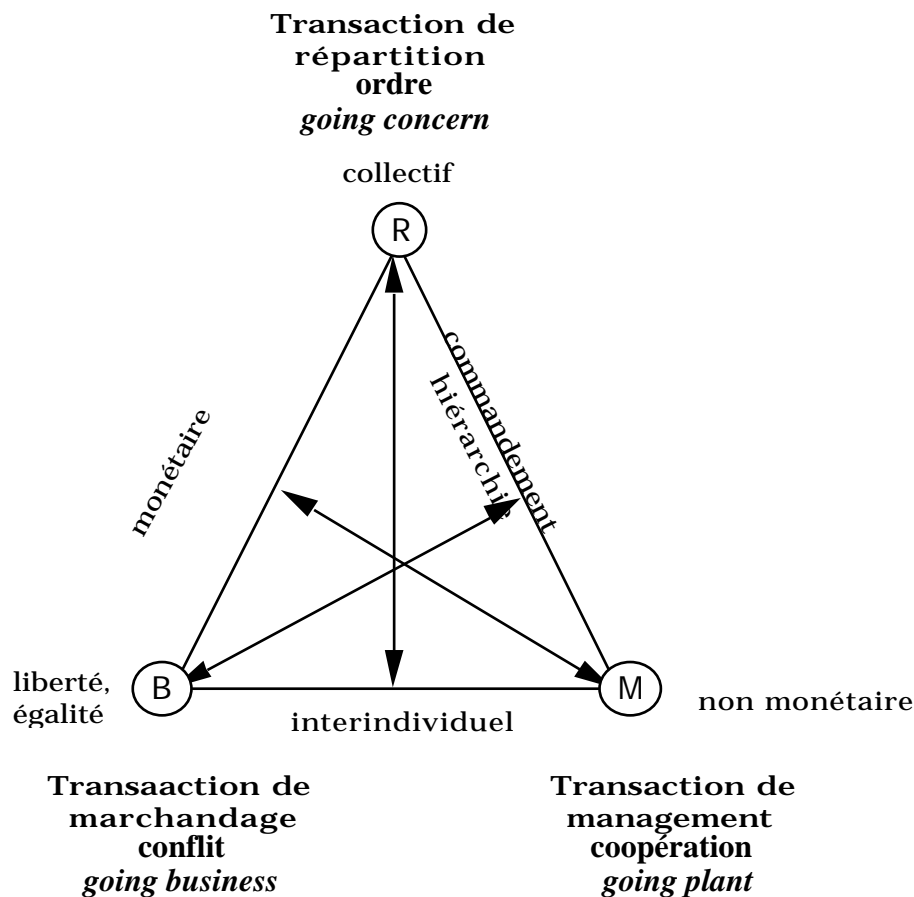 Transaction de
répartition
ordre
going concern
collectif
R
commandement
hiérarchie
monétaire
liberté,
égalité
B
M
non monétaire
interindividuel
Transaaction de
marchandage
conflit
going business
Transaction de
management
coopération
going plant